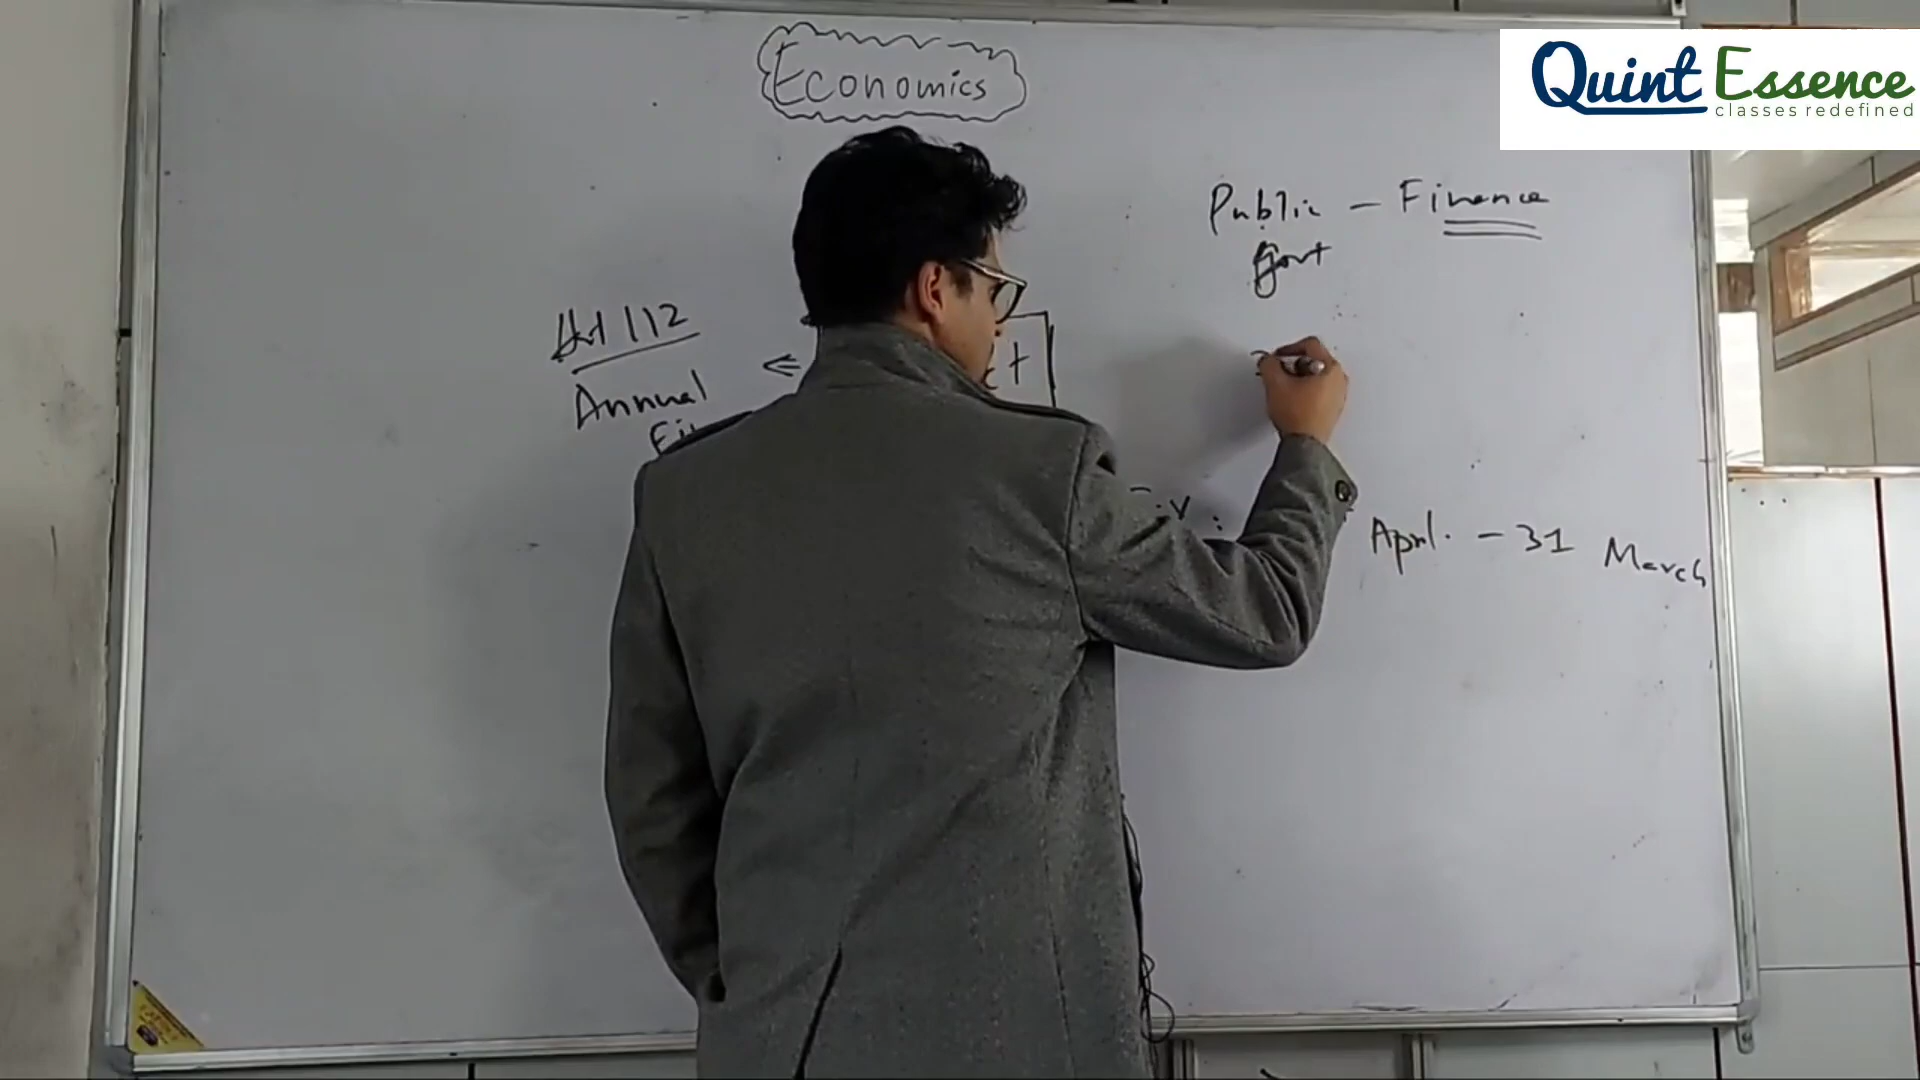 Economics
Quint Essence
classes redefined
Public - Finance
Govt
Art 112
Annual
April - 31 March